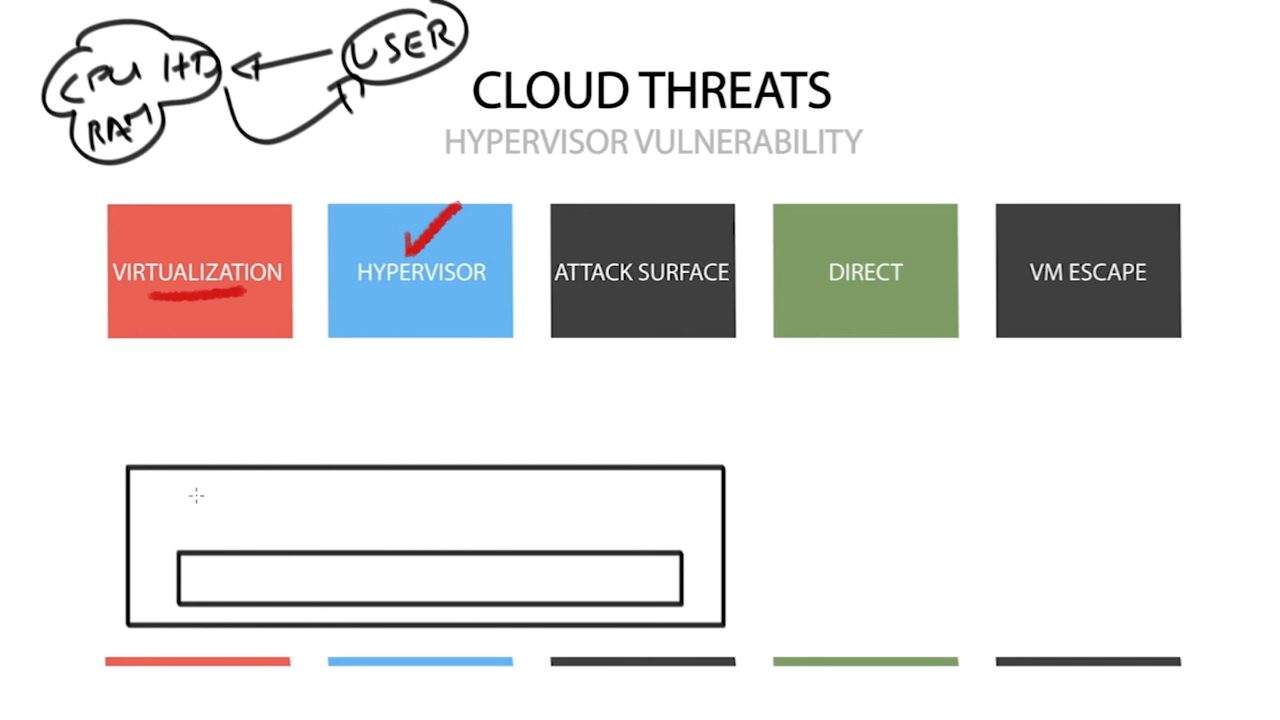 CPU HD
RAM
USER
CLOUD THREATS
HYPERVISOR VULNERABILITY
VIRTUALIZATION
HYPERVISOR
ATTACK SURFACE
DIRECT
VM ESCAPE